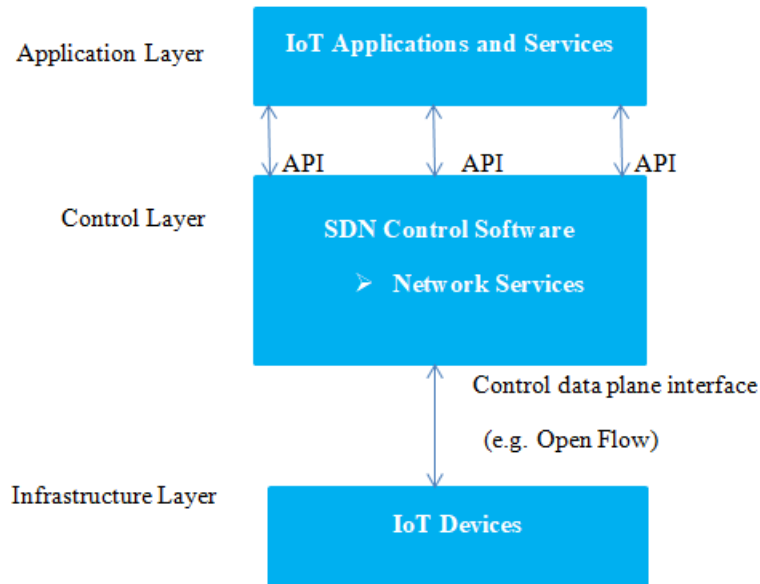 IoT Applications and Services
Application Layer
API
API
API
Control Layer
SDN Control Software
➢ Network Services
Control data plane interface
(e.g. Open Flow)
Infrastructure Layer
IoT Devices